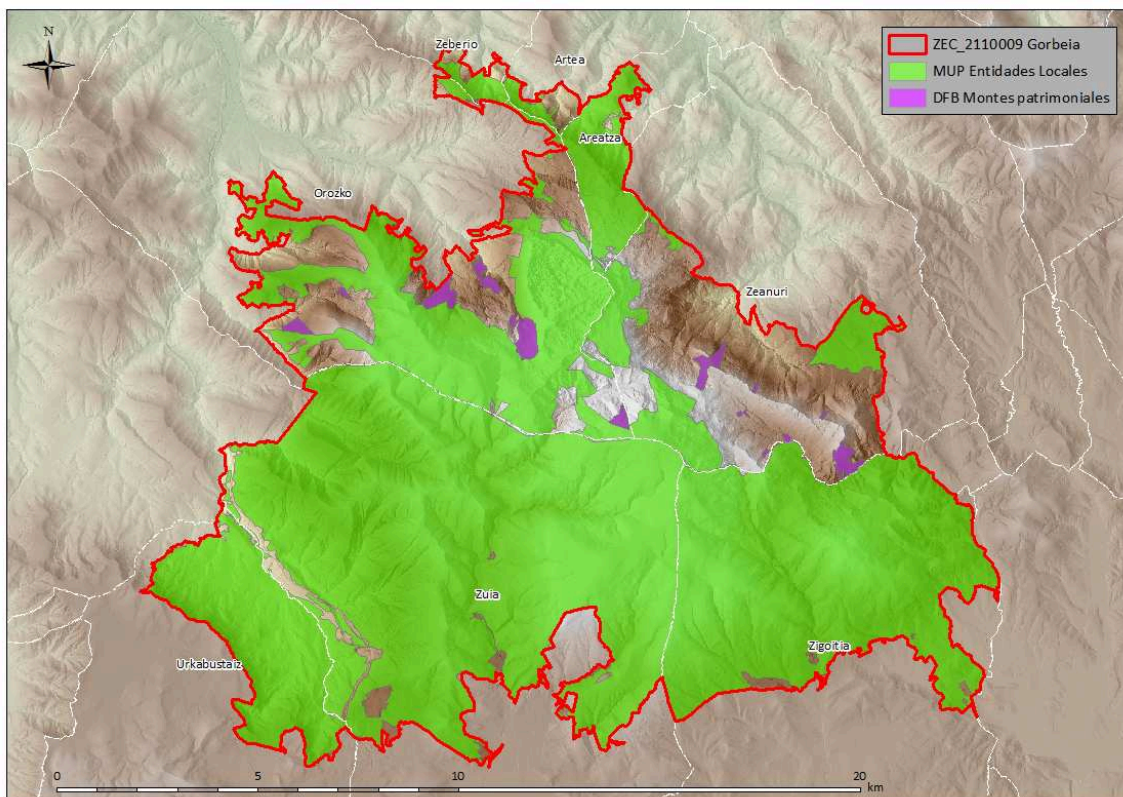 N
ZEC_2110009 Gorbeia
MUP Entidades Locales
DFB Montes patrimoniales
Zeberio
Artea
Areatza
Orozko
Zeanuri
Zuia
Zigoitia
Urkabustaiz
0 5 10 20
km